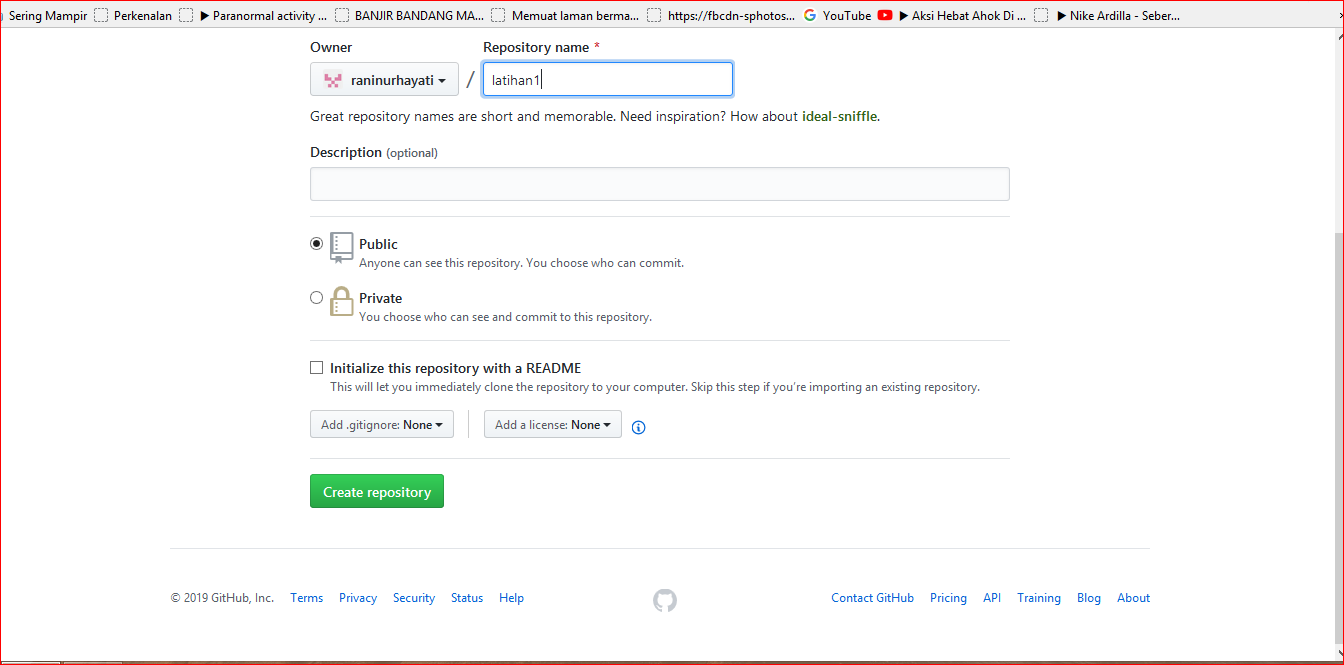 Sering Mampir Perkenalan ▶ Paranormal activity ... BANJIR BANDANG MA... Memuat laman berma... https://fbcdn-sphotos... YouTube ▶ Aksi Hebat Ahok Di ... ▶ Nike Ardilla - Seber...
Owner Repository name *
raninurhayati / latihan1
Great repository names are short and memorable. Need inspiration? How about ideal-sniffle.
Description (optional)
Public
Anyone can see this repository. You choose who can commit.
Private
You choose who can see and commit to this repository.
Initialize this repository with a README
This will let you immediately clone the repository to your computer. Skip this step if you're importing an existing repository.
Add .gitignore: None Add a license: None
Create repository
© 2019 GitHub, Inc. Terms Privacy Security Status Help Contact GitHub Pricing API Training Blog About